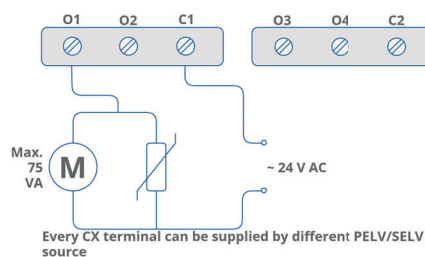 O1 O2 C1 O3 O4 C2
Max.
75
VA
M
~ 24 V AC
Every CX terminal can be supplied by different PELV/SELV
source